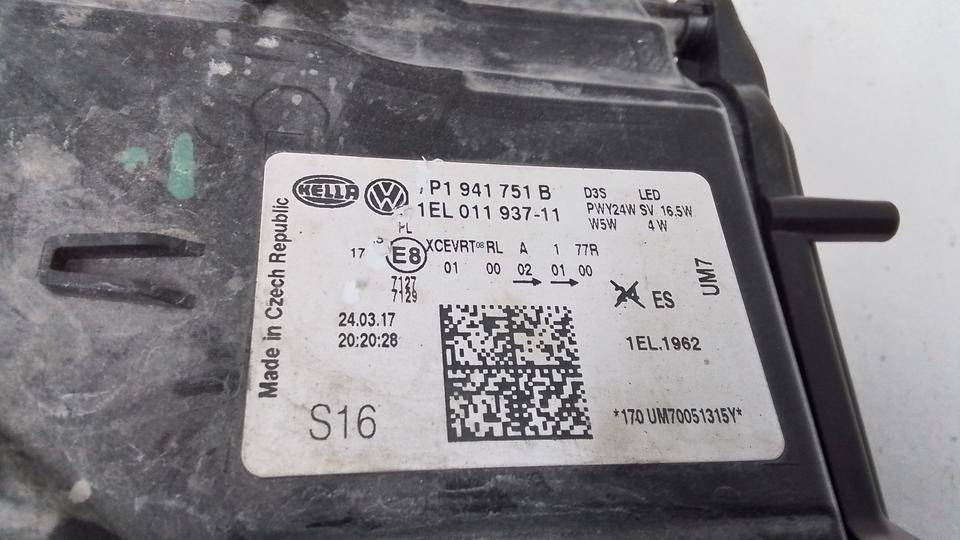 HELLA
VW
P1 941 751 B
1EL 011 937-11
D3S LED
PWY24W SV 16.5W
W5W 4W
PL
17 E8 XCEVRT08 RL A 1 77R
01 00 02 01 00
7127
7129
24.03.17
20:20:28
ES
UM7
1EL.1962
S16
*170 UM70051315Y*
Made in Czech Republic